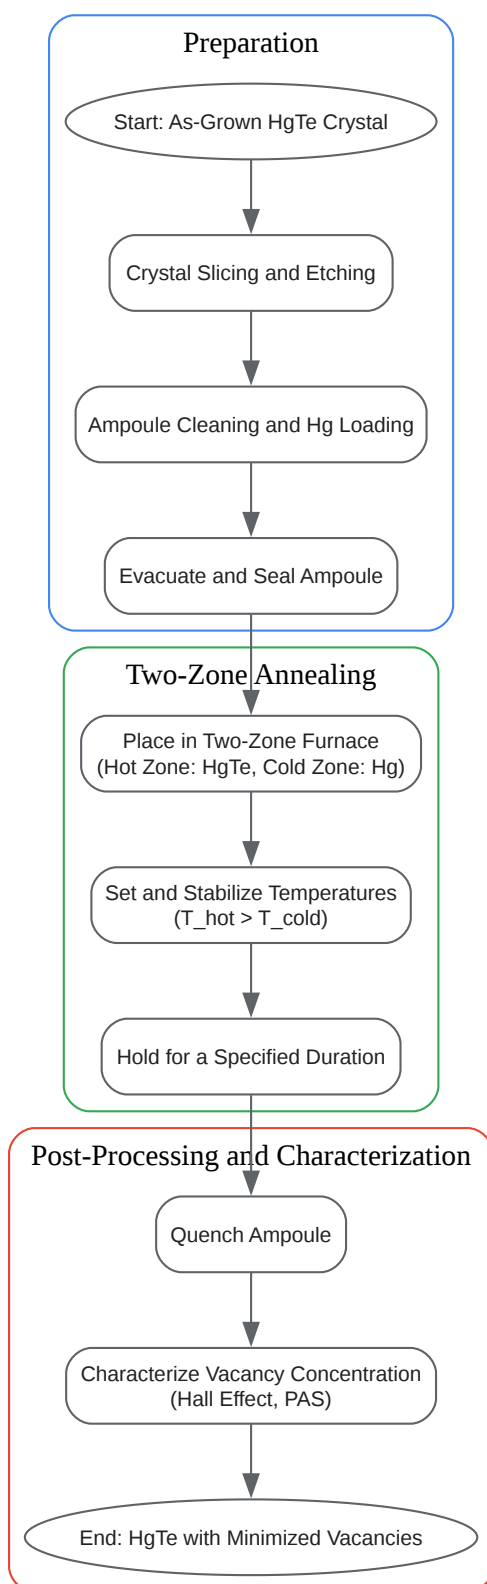 Preparation
Start: As-Grown HgTe Crystal
Crystal Slicing and Etching
Ampoule Cleaning and Hg Loading
Evacuate and Seal Ampoule
Two-Zone Annealing
Place in Two-Zone Furnace
(Hot Zone: HgTe, Cold Zone: Hg)
Set and Stabilize Temperatures
(T_hot > T_cold)
Hold for a Specified Duration
Post-Processing and Characterization
Quench Ampoule
Characterize Vacancy Concentration
(Hall Effect, PAS)
End: HgTe with Minimized Vacancies